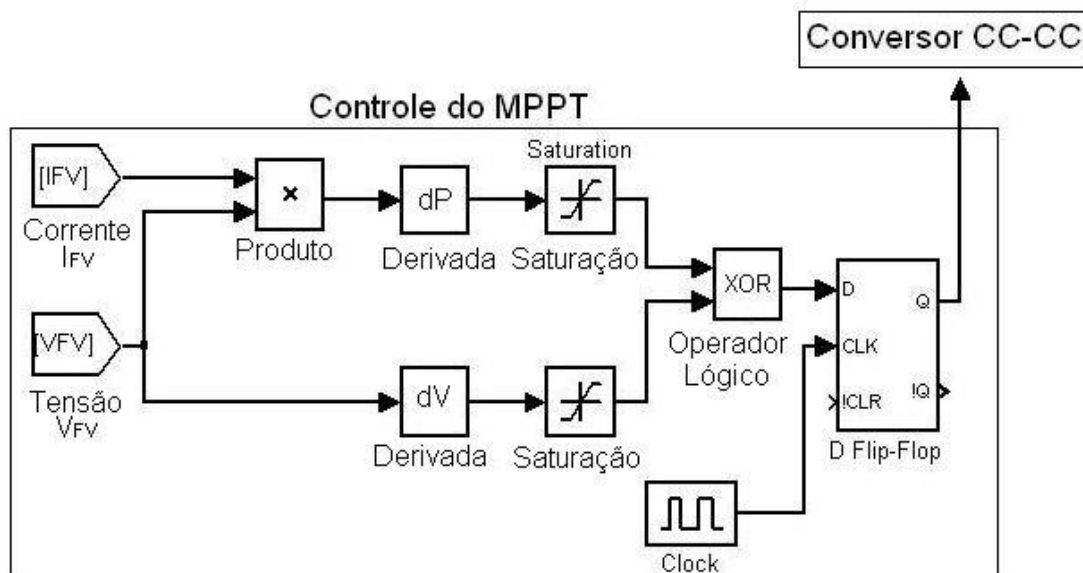 Conversor CC-CC
Controle do MPPT
[IFV]
Corrente
IFV
×
Produto
dP
Derivada
Saturation
Saturação
[VFV]
Tensão
VFV
dV
Derivada
Saturação
XOR
Operador
Lógico
D
Q
CLK
!CLR
!Q
D Flip-Flop
Clock